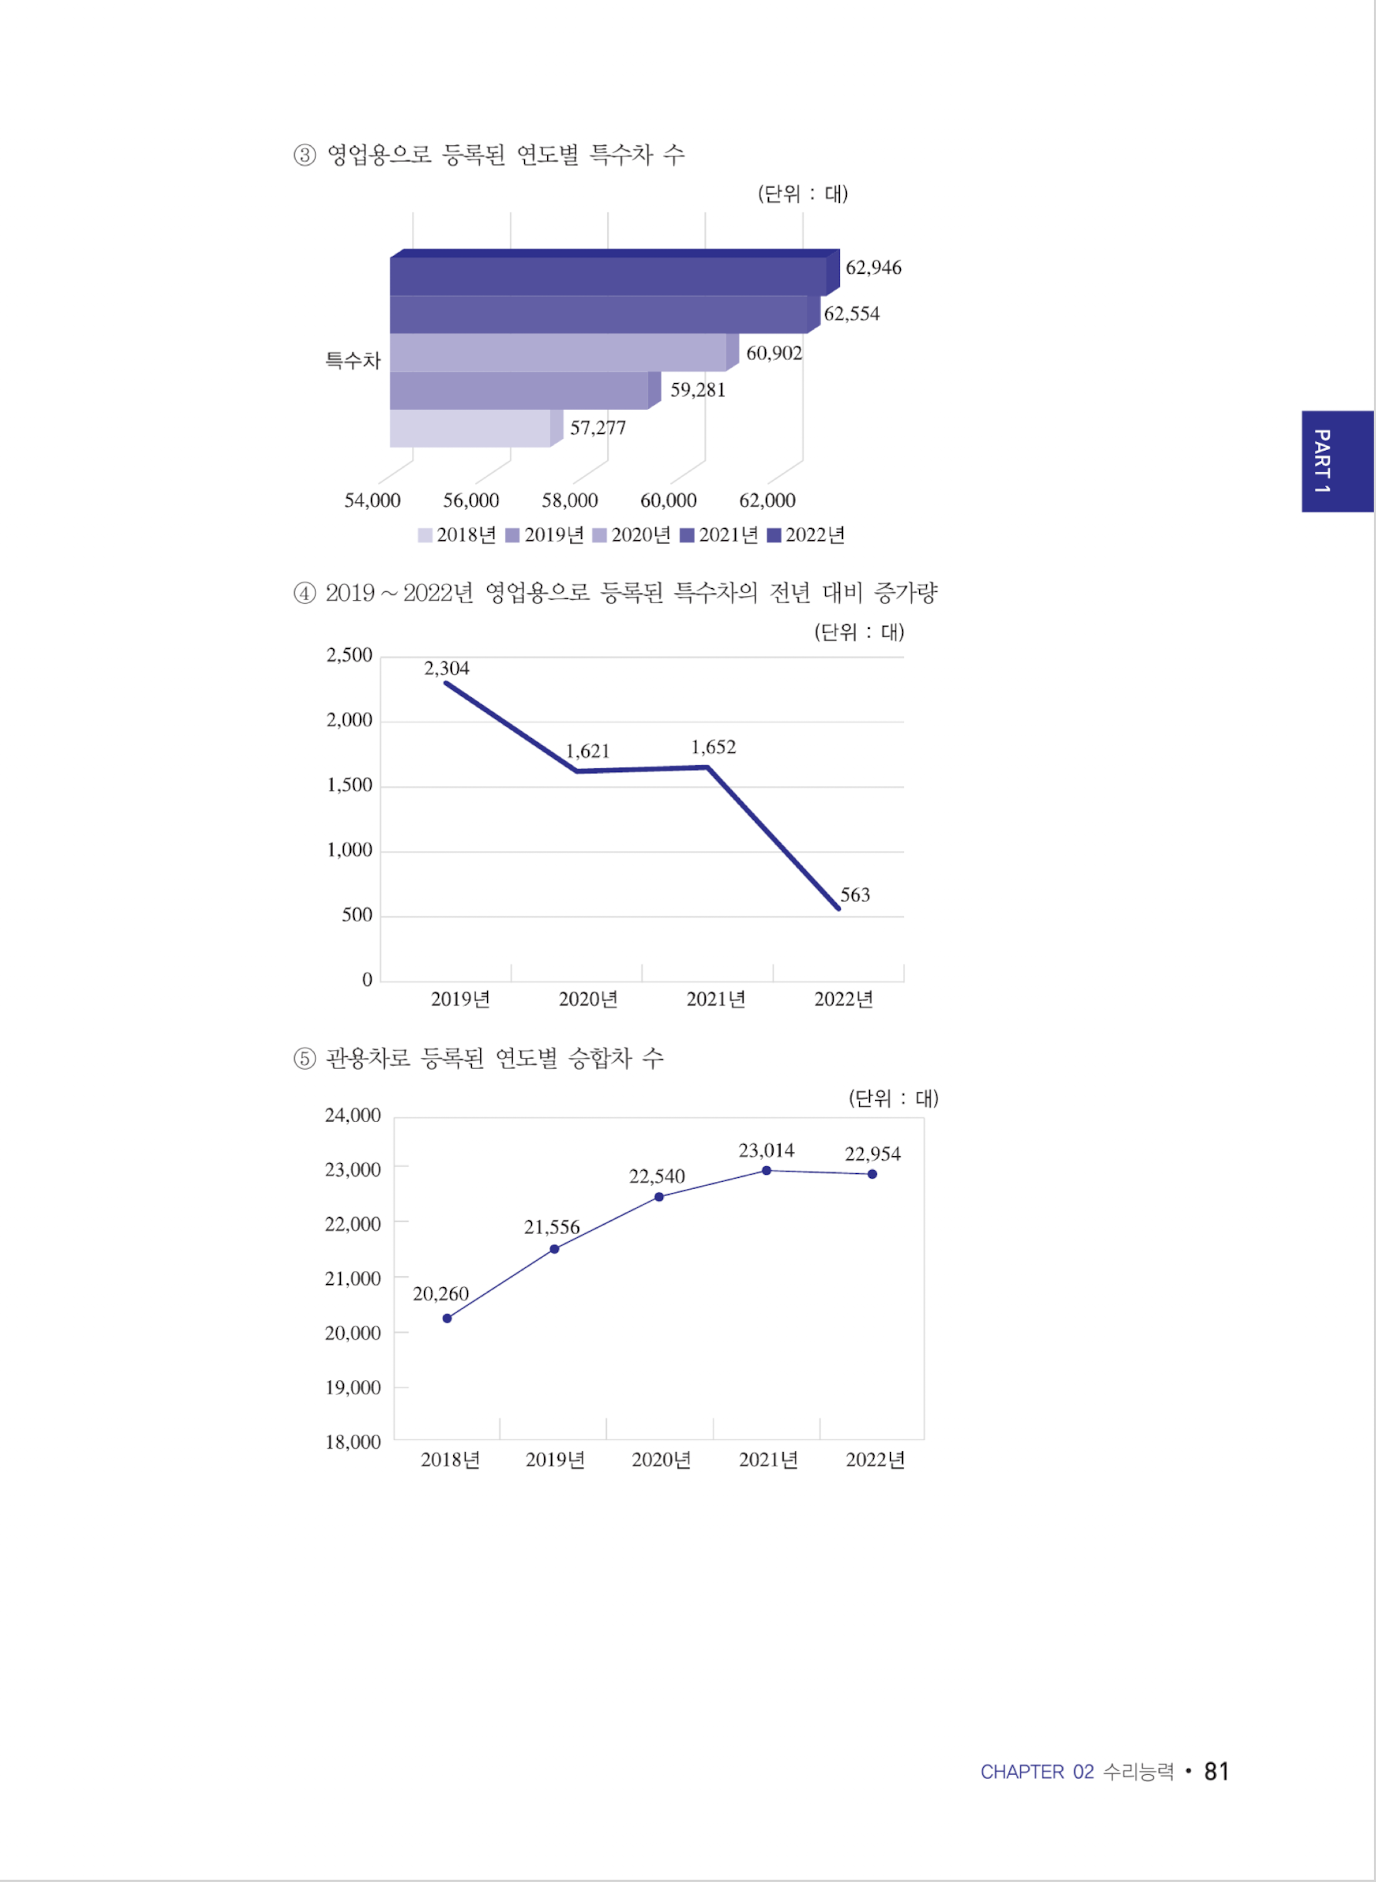 ③ 영업용으로 등록된 연도별 특수차 수
(단위 : 대)
62,946
62,554
60,902
특수차
59,281
57,277
54,000 56,000 58,000 60,000 62,000
2018년 2019년 2020년 2021년 2022년
④ 2019～2022년 영업용으로 등록된 특수차의 전년 대비 증가량
(단위 : 대)
2,500
2,304
2,000
1,621 1,652
1,500
1,000
563
500
0
2019년 2020년 2021년 2022년
⑤ 관용차로 등록된 연도별 승합차 수
(단위 : 대)
24,000
23,014 22,954
23,000
22,540
22,000
21,556
21,000
20,260
20,000
19,000
18,000
2018년 2019년 2020년 2021년 2022년
PART 1
CHAPTER 02 수리능력 • 81